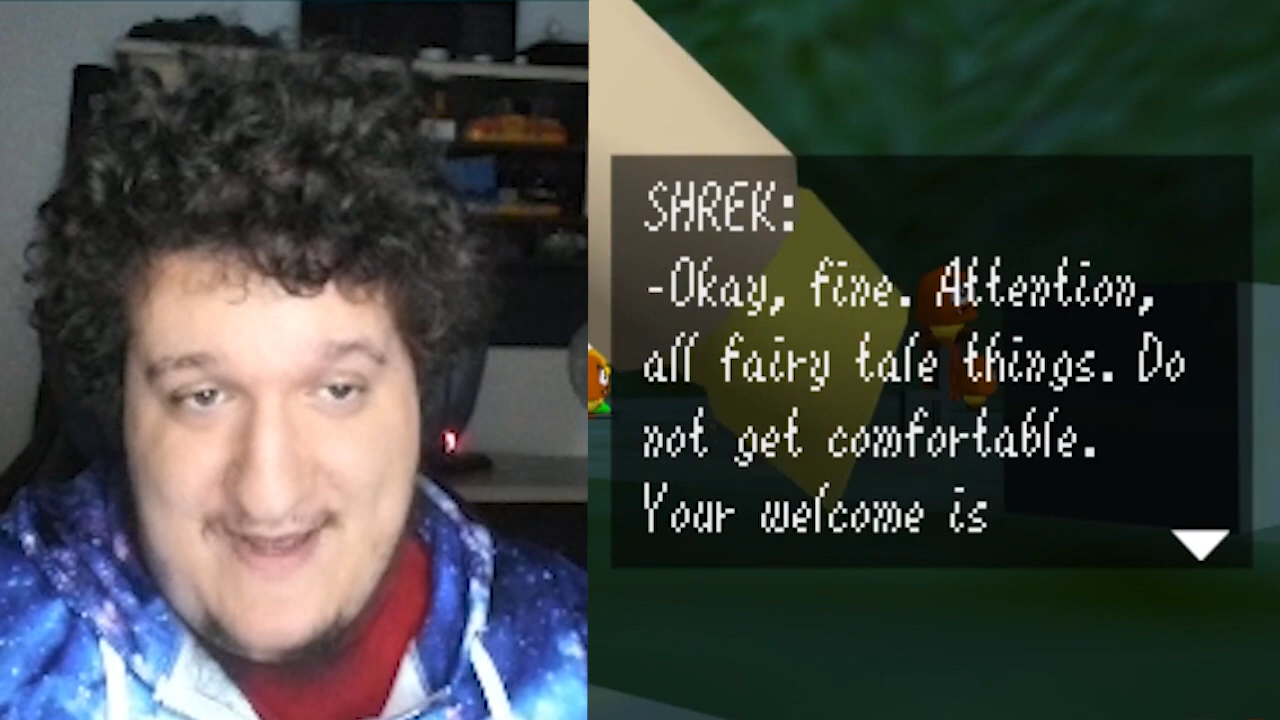 SHREK:
-Okay, fine. Attention,
all fairy tale things. Do
not get comfortable.
Your welcome is